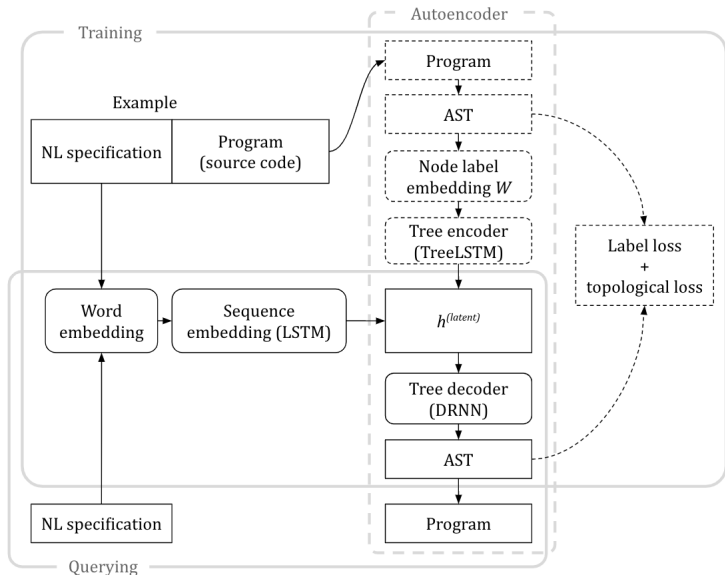 Autoencoder
Training
Program
Example
AST
NL specification
Program
(source code)
Node label
embedding W
Tree encoder
(TreeLSTM)
Label loss
+
topological loss
Word
embedding
Sequence
embedding (LSTM)
h(latent)
Tree decoder
(DRNN)
AST
NL specification
Program
Querying